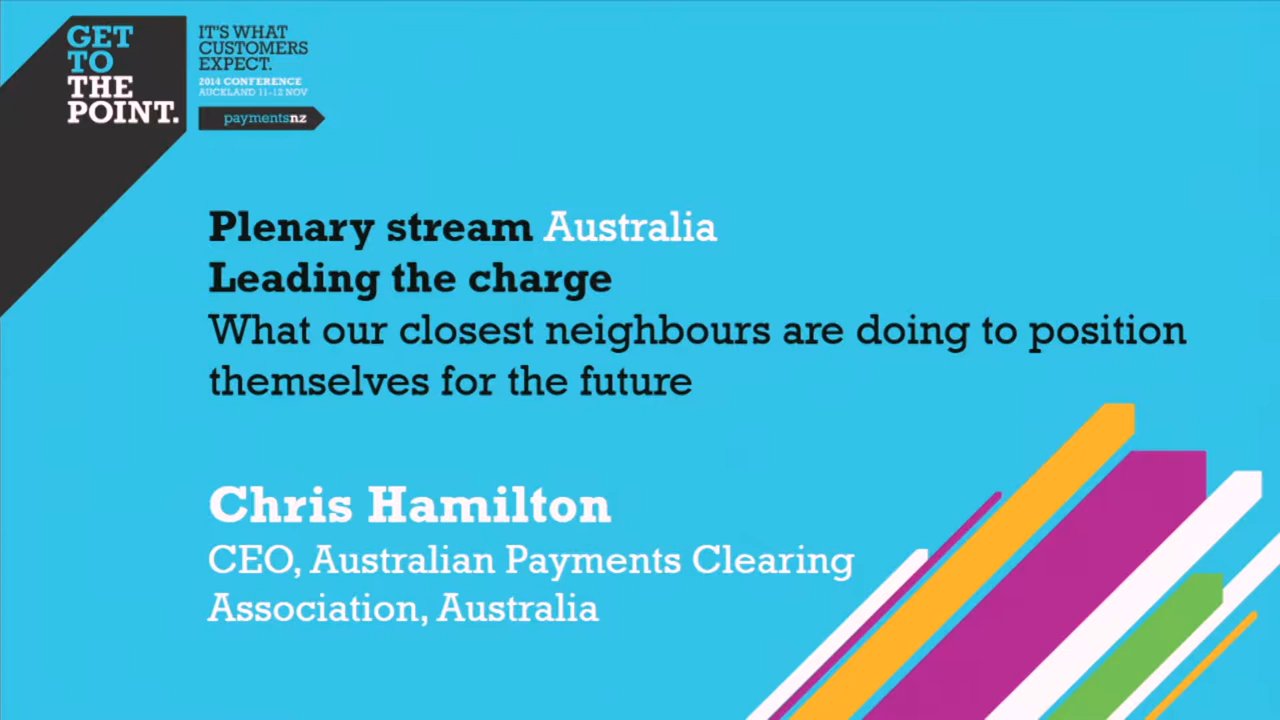 GET
TO
THE
POINT.
IT'S WHAT
CUSTOMERS
EXPECT.
2014 CONFERENCE
AUCKLAND 11-12 NOV
paymentsnz
Plenary stream Australia
Leading the charge
What our closest neighbours are doing to position
themselves for the future
Chris Hamilton
CEO, Australian Payments Clearing
Association, Australia